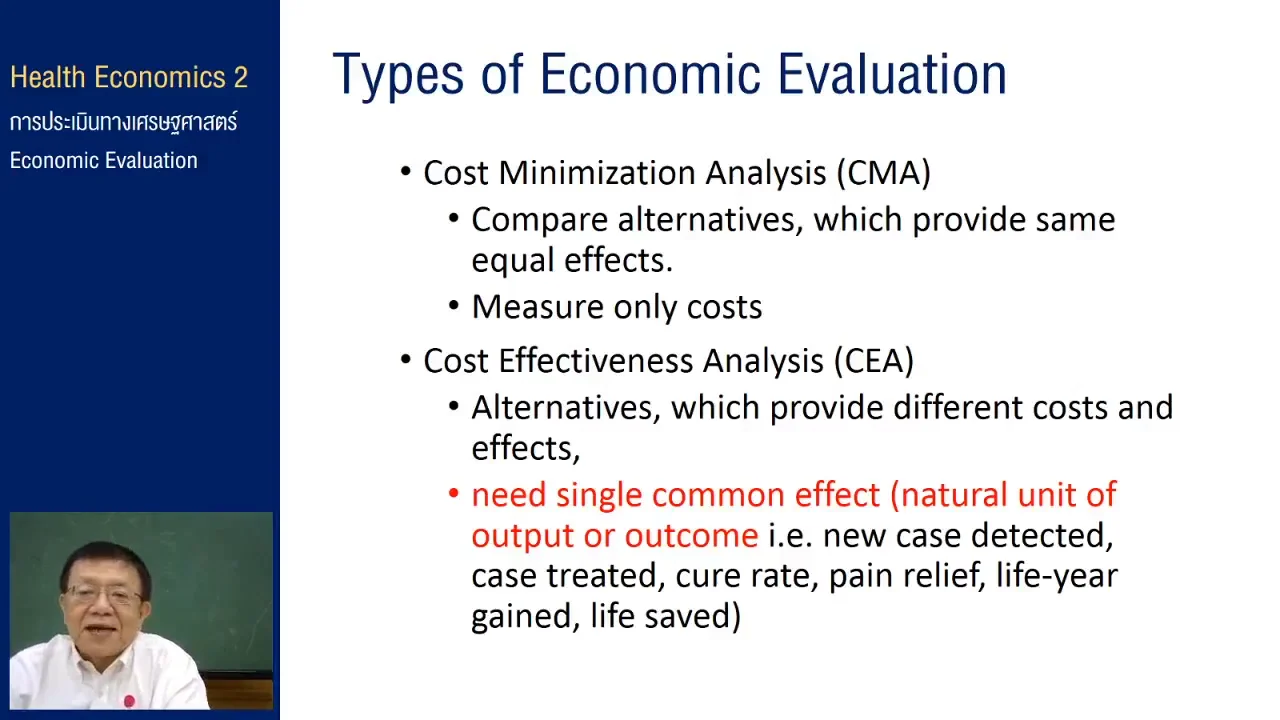 Health Economics 2
การประเมินทางเศรษฐศาสตร์
Economic Evaluation
Types of Economic Evaluation
• Cost Minimization Analysis (CMA)
• Compare alternatives, which provide same
equal effects.
• Measure only costs
• Cost Effectiveness Analysis (CEA)
• Alternatives, which provide different costs and
effects,
• need single common effect (natural unit of
output or outcome i.e. new case detected,
case treated, cure rate, pain relief, life-year
gained, life saved)